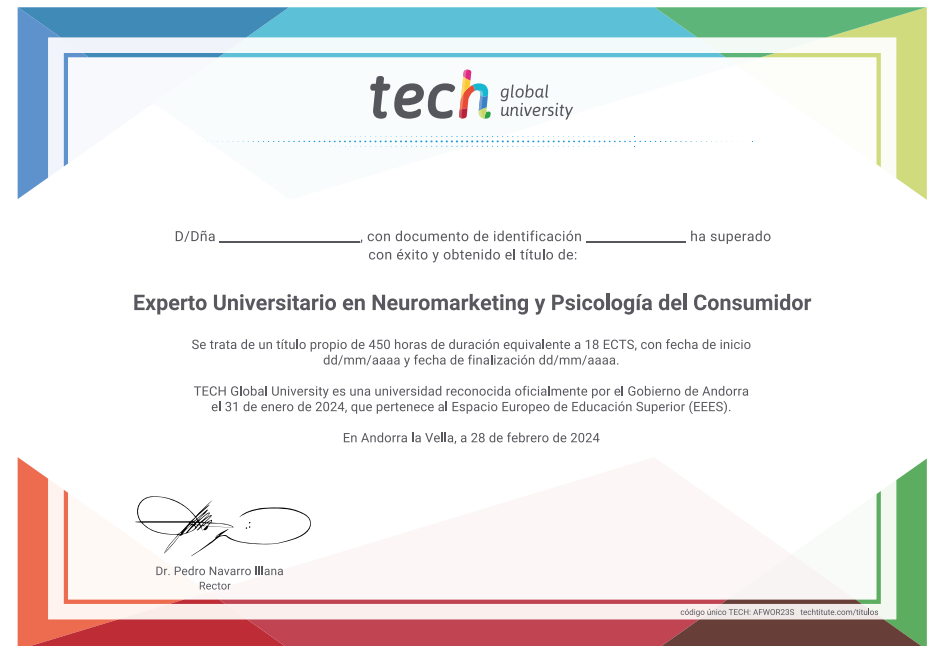 tech global university
D/Dña ____________________, con documento de identificación ______________ ha superado
con éxito y obtenido el título de:
Experto Universitario en Neuromarketing y Psicología del Consumidor
Se trata de un título propio de 450 horas de duración equivalente a 18 ECTS, con fecha de inicio
dd/mm/aaaa y fecha de finalización dd/mm/aaaa.
TECH Global University es una universidad reconocida oficialmente por el Gobierno de Andorra
el 31 de enero de 2024, que pertenece al Espacio Europeo de Educación Superior (EEES).
En Andorra la Vella, a 28 de febrero de 2024
Dr. Pedro Navarro Illana
Rector
código único TECH: AFWOR23S techtitute.com/titulos